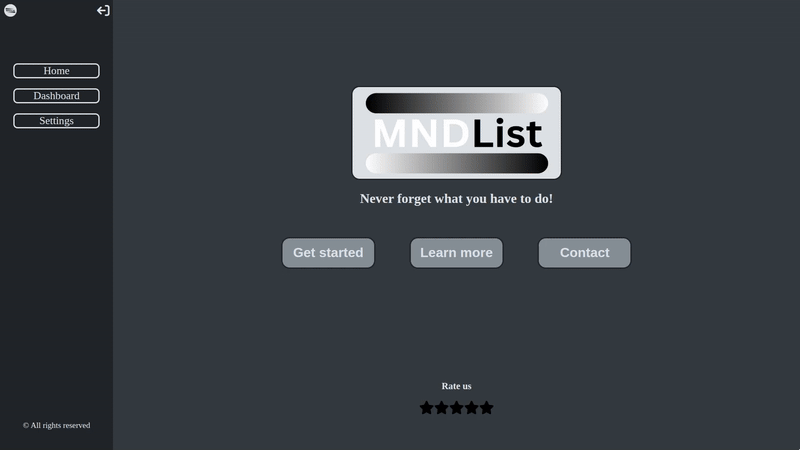 Home
Dashboard
Settings
© All rights reserved
MNDList
Never forget what you have to do!
Get started
Learn more
Contact
Rate us